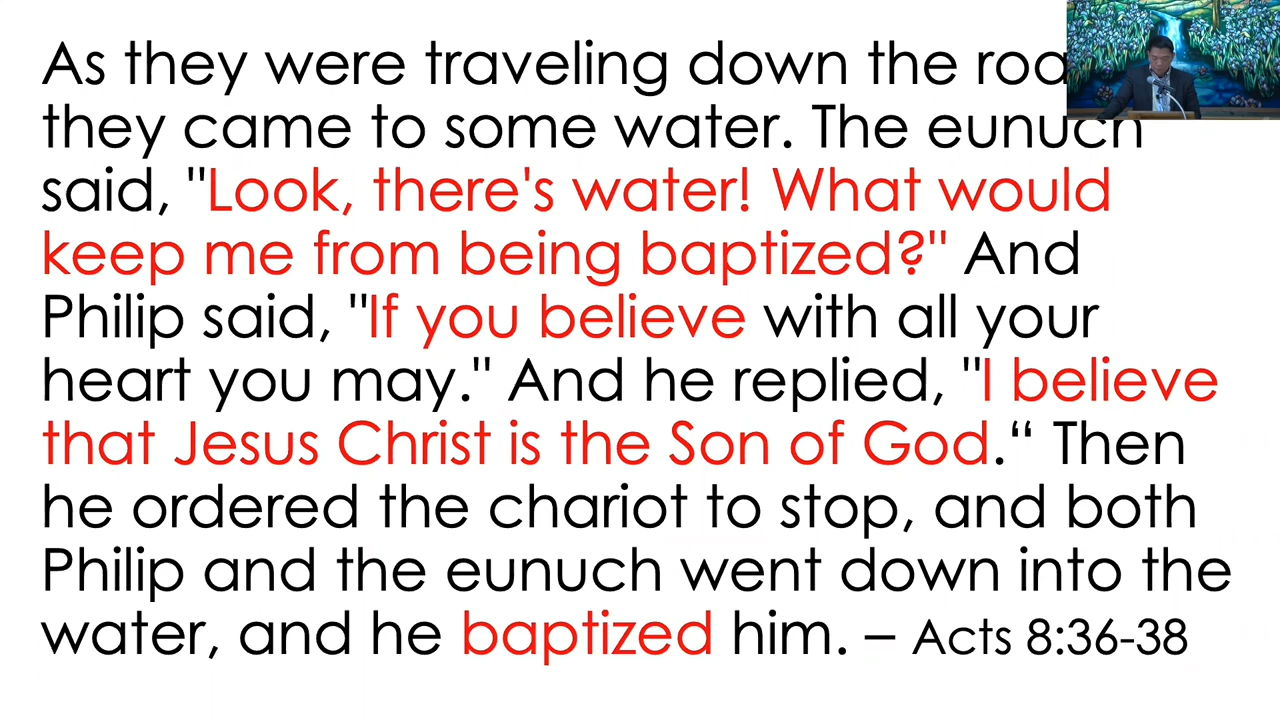 As they were traveling down the
they came to some water. The eunuch
said, "Look, there's water! What would
keep me from being baptized?" And
Philip said, "If you believe with all your
heart you may." And he replied, "I believe
that Jesus Christ is the Son of God.“ Then
he ordered the chariot to stop, and both
Philip and the eunuch went down into the
water, and he baptized him. – Acts 8:36-38